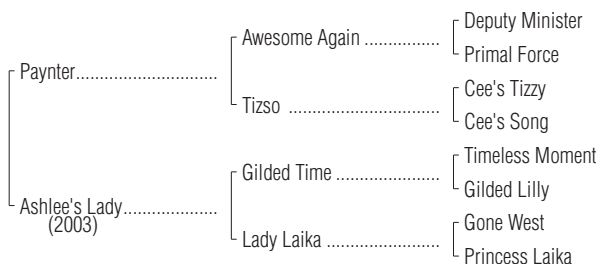 Deputy Minister
Awesome Again ................
Primal Force
Paynter..............................
Cee's Tizzy
Tizso ................................
Cee's Song
Timeless Moment
Gilded Time ......................
Gilded Lilly
Ashlee's Lady....................
(2003)
Gone West
Lady Laika ........................
Princess Laika